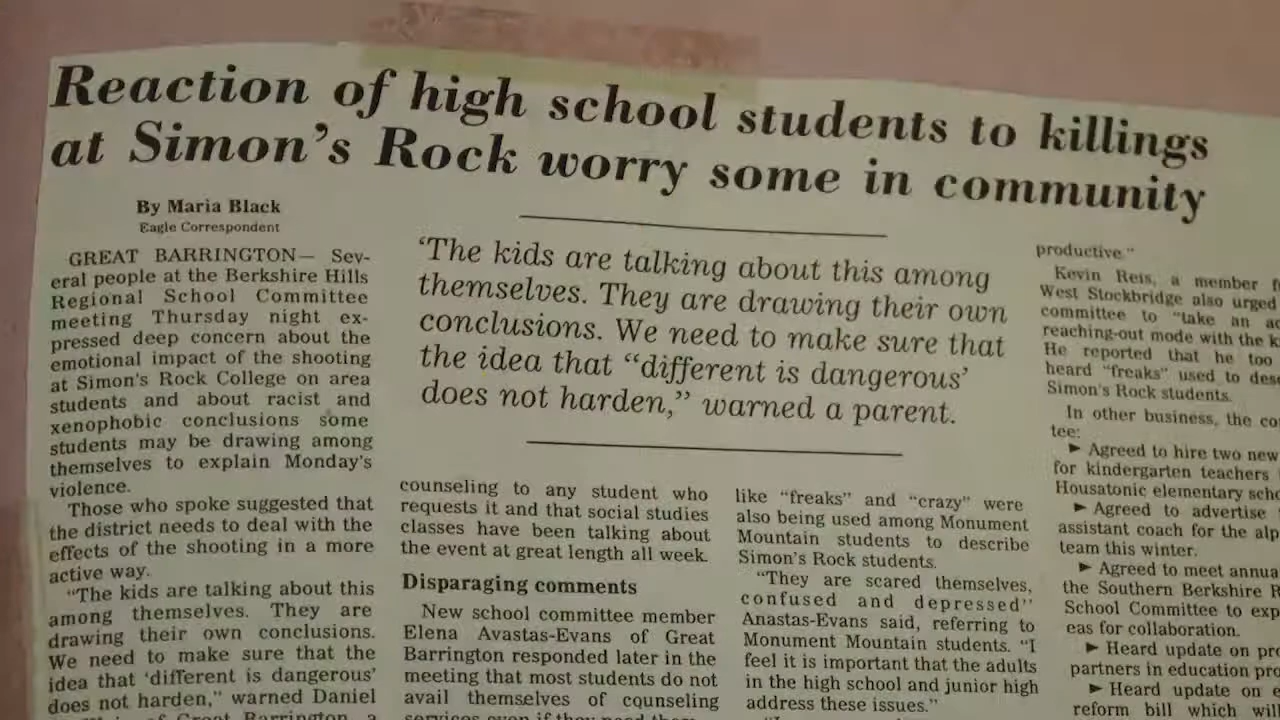 Reaction of high school students to killings
at Simon's Rock worry some in community
By Maria Black
Eagle Correspondent
GREAT BARRINGTON— Sev-
eral people at the Berkshire Hills
Regional School Committee
meeting Thursday night ex-
pressed deep concern about the
emotional impact of the shooting
at Simon's Rock College on area
students and about racist and
xenophobic conclusions some
students may be drawing among
themselves to explain Monday's
violence.
Those who spoke suggested that
the district needs to deal with the
effects of the shooting in a more
active way.
"The kids are talking about this
among themselves. They are
drawing their own conclusions.
We need to make sure that the
idea that 'different is dangerous'
does not harden," warned Daniel
of Great Barrington, a
'The kids are talking about this among
themselves. They are drawing their own
conclusions. We need to make sure that
the idea that "different is dangerous'
does not harden," warned a parent.
counseling to any student who
requests it and that social studies
classes have been talking about
the event at great length all week.
Disparaging comments
New school committee member
Elena Avastas-Evans of Great
Barrington responded later in the
meeting that most students do not
avail themselves of counseling
services even if they need them
like "freaks" and "crazy" were
also being used among Monument
Mountain students to describe
Simon's Rock students.
"They are scared themselves,
confused and depressed"
Anastas-Evans said, referring to
Monument Mountain students. "I
feel it is important that the adults
in the high school and junior high
address these issues."
productive."
Kevin Reis, a member
West Stockbridge also urged
committee to "take an
reaching-out mode with the
He reported that he too
heard "freaks" used to
Simon's Rock students.
In other business, the
tee:
► Agreed to hire two new
for kindergarten teachers
Housatonic elementary
► Agreed to advertise
assistant coach for the
team this winter.
► Agreed to meet
the Southern Berkshire
School Committee to
eas for collaboration.
► Heard update on
partners in education
► Heard update on
reform bill which will